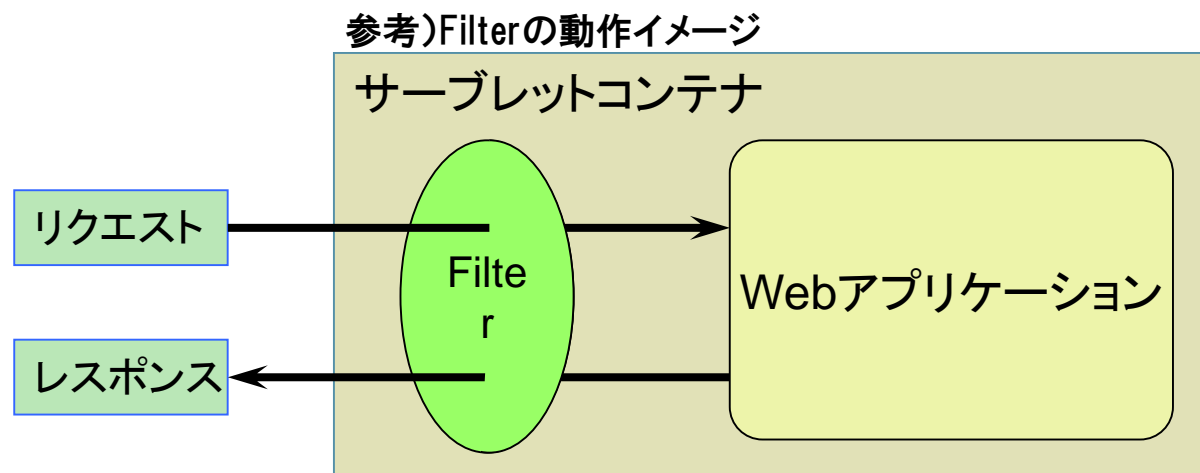 参考)Filterの動作イメージ
サーブレットコンテナ
リクエスト
Filte
r
Webアプリケーション
レスポンス